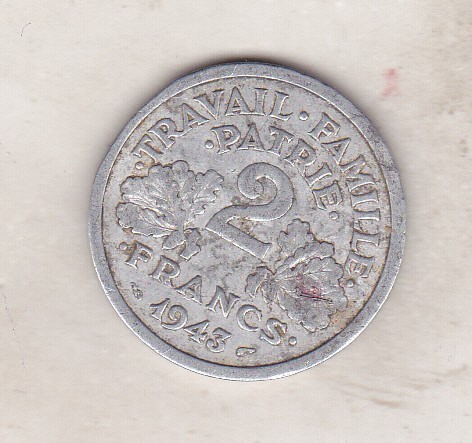 ·TRAVAIL·FAMILLE·
·PATRIE·
2
·FRANCS·
1943